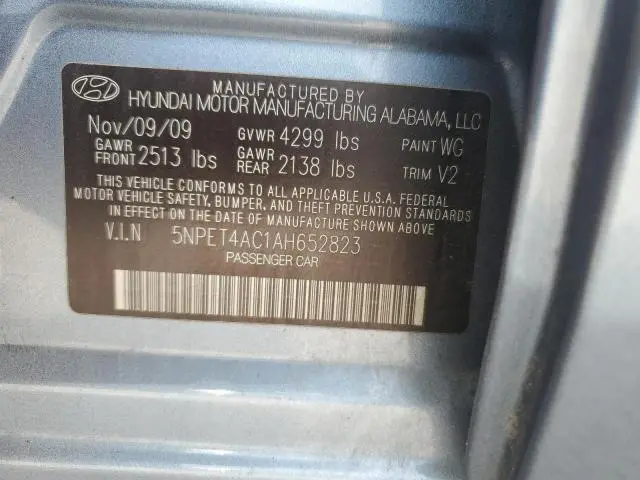 MANUFACTURED BY
HYUNDAI MOTOR MANUFACTURING ALABAMA, LLC
Nov/09/09 GVWR 4299 lbs PAINT WG
GAWR FRONT 2513 lbs GAWR REAR 2138 lbs TRIM V2
THIS VEHICLE CONFORMS TO ALL APPLICABLE U.S.A. FEDERAL
MOTOR VEHICLE SAFETY, BUMPER, AND THEFT PREVENTION STANDARDS
IN EFFECT ON THE DATE OF MANUFACTURE SHOWN ABOVE.
V.I.N 5NPET4AC1AH652823
PASSENGER CAR